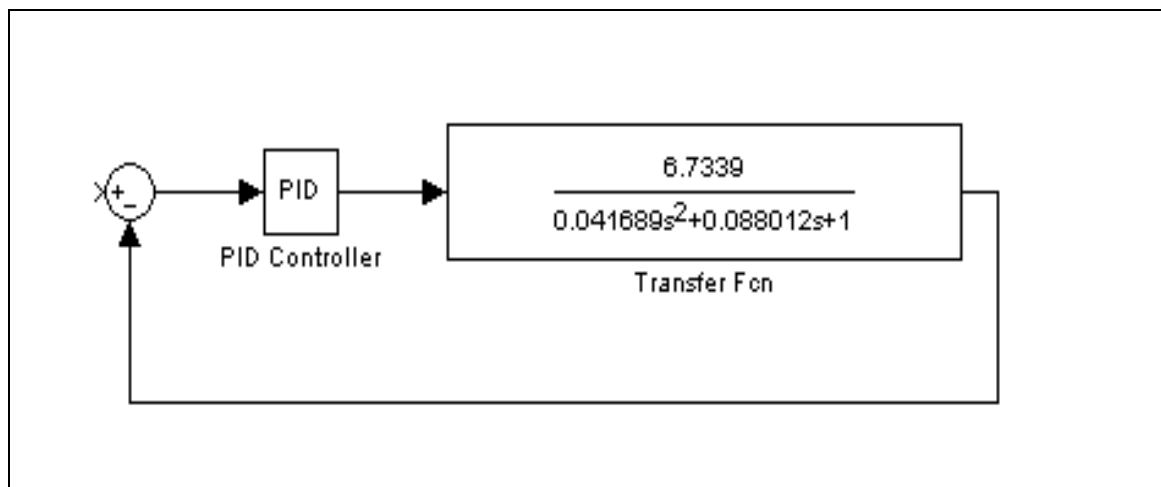 +
-
PID
PID Controller
6.7339
0.041689s²+0.088012s+1
Transfer Fcn